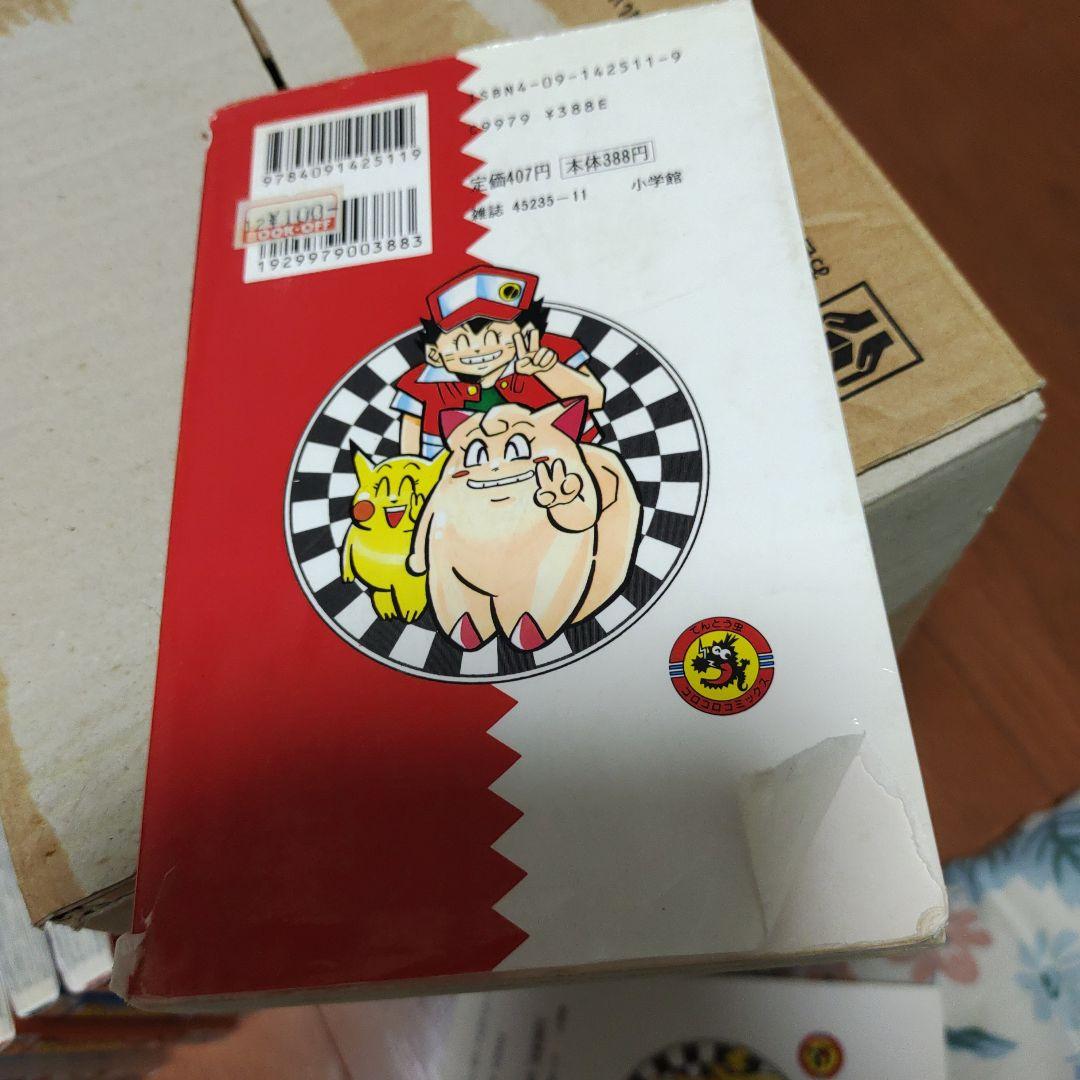 ISBN4-09-142511-9
C9979 ¥388E
定価407円 本体388円
雑誌 45235-11 小学館
9784091425119
12 ¥100-
BOOK・OFF
1929979003883
てんとう虫
コロコロコミックス